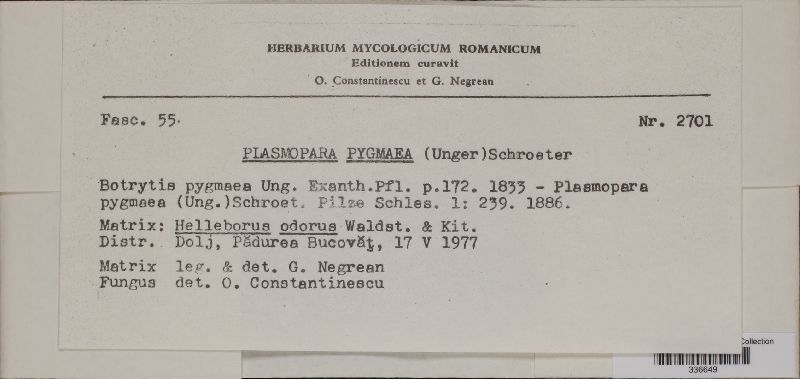 HERBARIUM MYCOLOGICUM ROMANICUM
Editionem curavit
O. Constantinescu et G. Negrean
Fasc. 55. Nr. 2701
PLASMOPARA PYGMAEA (Unger)Schroeter
Botrytis pygmaea Ung. Exanth.Pfl. p.172. 1833 - Plasmopara
pygmaea (Ung.)Schroet. Pilze Schles. 1: 239. 1886.
Matrix: Helleborus odorus Waldst. & Kit.
Distr. Dolj, Pădurea Bucovăţ, 17 V 1977
Matrix leg. & det. G. Negrean
Fungus det. O. Constantinescu
Collection
336649